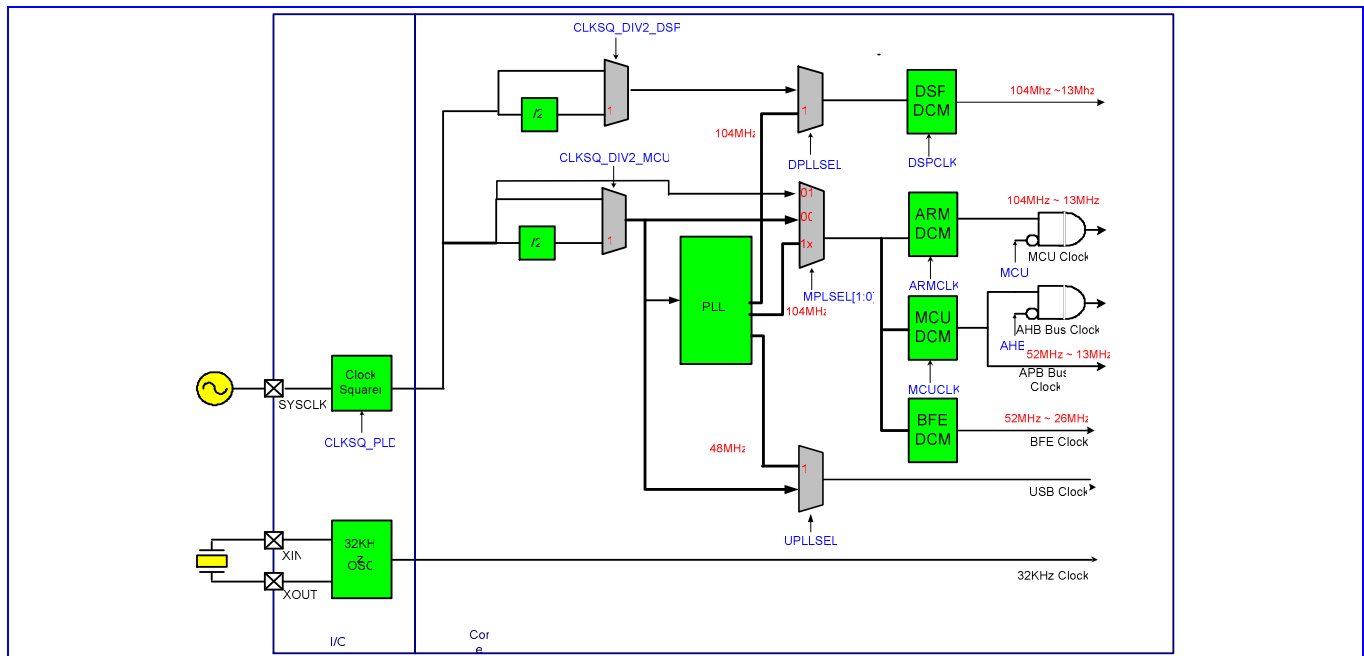 CLKSQ_DIV2_DSP
/2
1
104MHz
1
DPLLSEL
DSF
DCM
DSPCLK
104Mhz ~13Mhz
CLKSQ_DIV2_MCU
/2
1
01
00
1x
MPLSEL[1:0]
104MHz
PLL
ARM
DCM
ARMCLK
104MHz ~ 13MHz
MCU Clock
MCU
MCU
DCM
MCUCLK
AHB Bus Clock
AHB
52MHz ~ 13MHz
APB Bus
Clock
BFE
DCM
52MHz ~ 26MHz
BFE Clock
Clock
Squarer
SYSCLK
CLKSQ_PLD
48MHz
1
UPLLSEL
USB Clock
32KH
z
OSC
XIN
XOUT
32KHz Clock
I/C
Cor
e